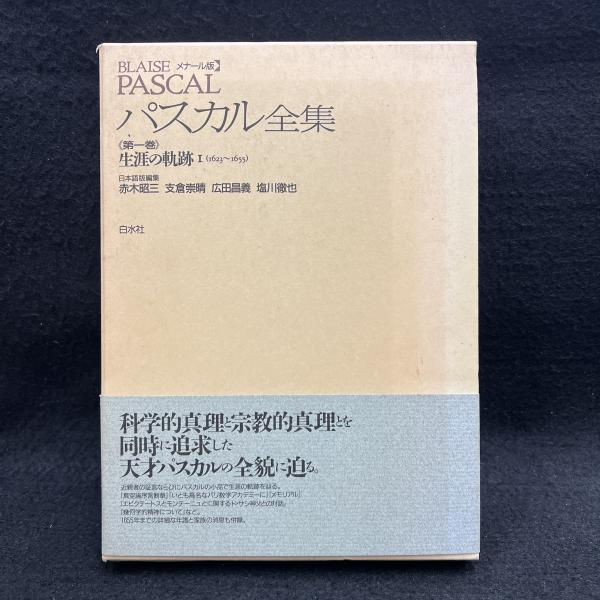 BLAISE メナール版
PASCAL
パスカル全集
《第一巻》
生涯の軌跡 I (1623～1655)
日本語版編集
赤木昭三 支倉崇晴 広田昌義 塩川徹也
白水社
科学的真理と宗教的真理とを
同時に追求した
天才パスカルの全貌に迫る。
近親者の証言ならびにパスカルの小品で生涯の軌跡を辿る。
「真空論序言教章」「いとも高名なパリ数学アカデミーに」「メモリアル」
「エピクテートスとモンテーニュとに関するド・サシ神父との対話」
「幾何学的精神について」など。
1655年までの詳細な年譜と家族の消息も併録。